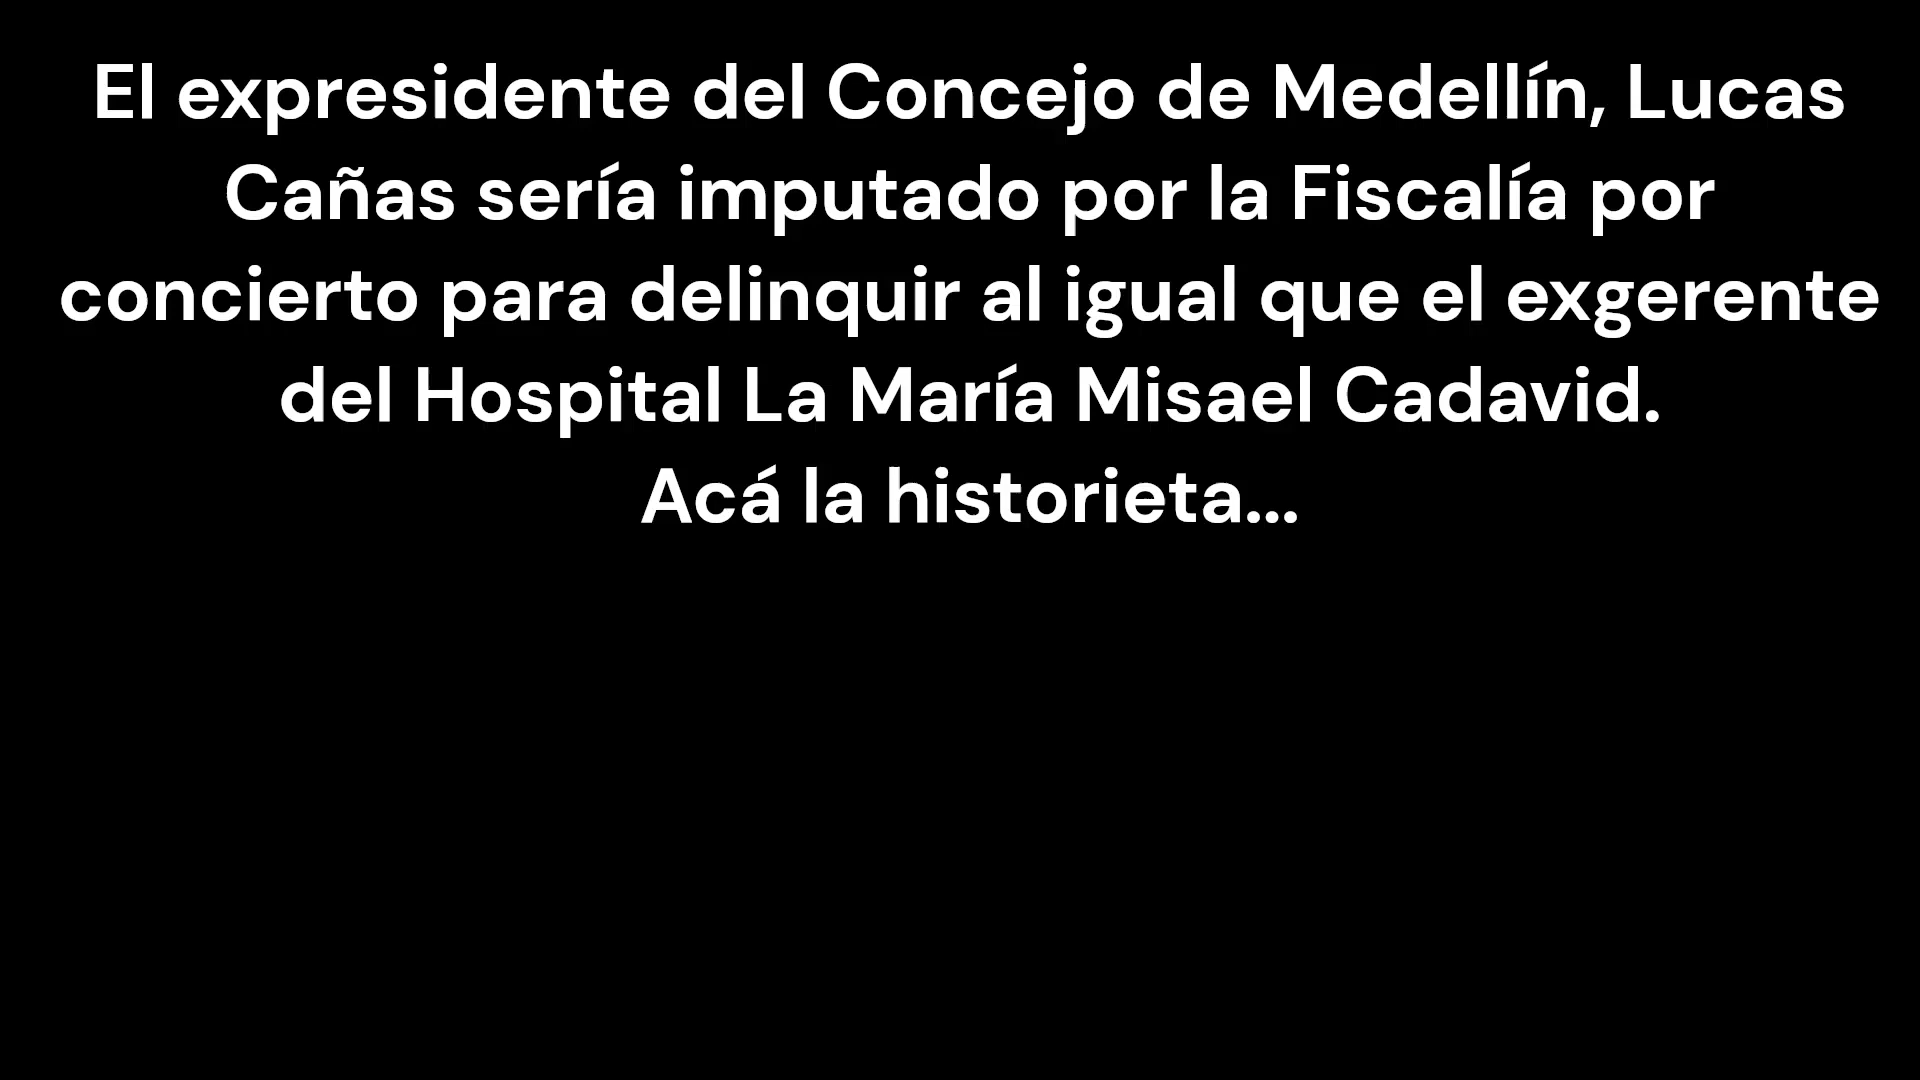 El expresidente del Concejo de Medellín, Lucas
Cañas sería imputado por la Fiscalía por
concierto para delinquir al igual que el exgerente
del Hospital La María Misael Cadavid.
Acá la historieta...